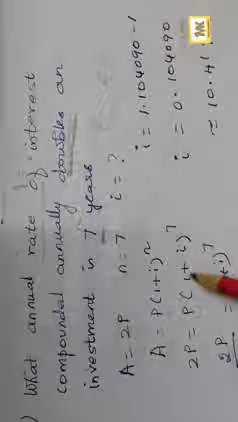 ) What annual rate of interest
compounded annually doubles an
investment in 7 years
A = 2P n = 7 i = ?
A = P(1+i)^n
2P = P(1+i)^7
2P = +i)^7
i = 1.104090 - 1
i = 0.104090
≈ 10.41